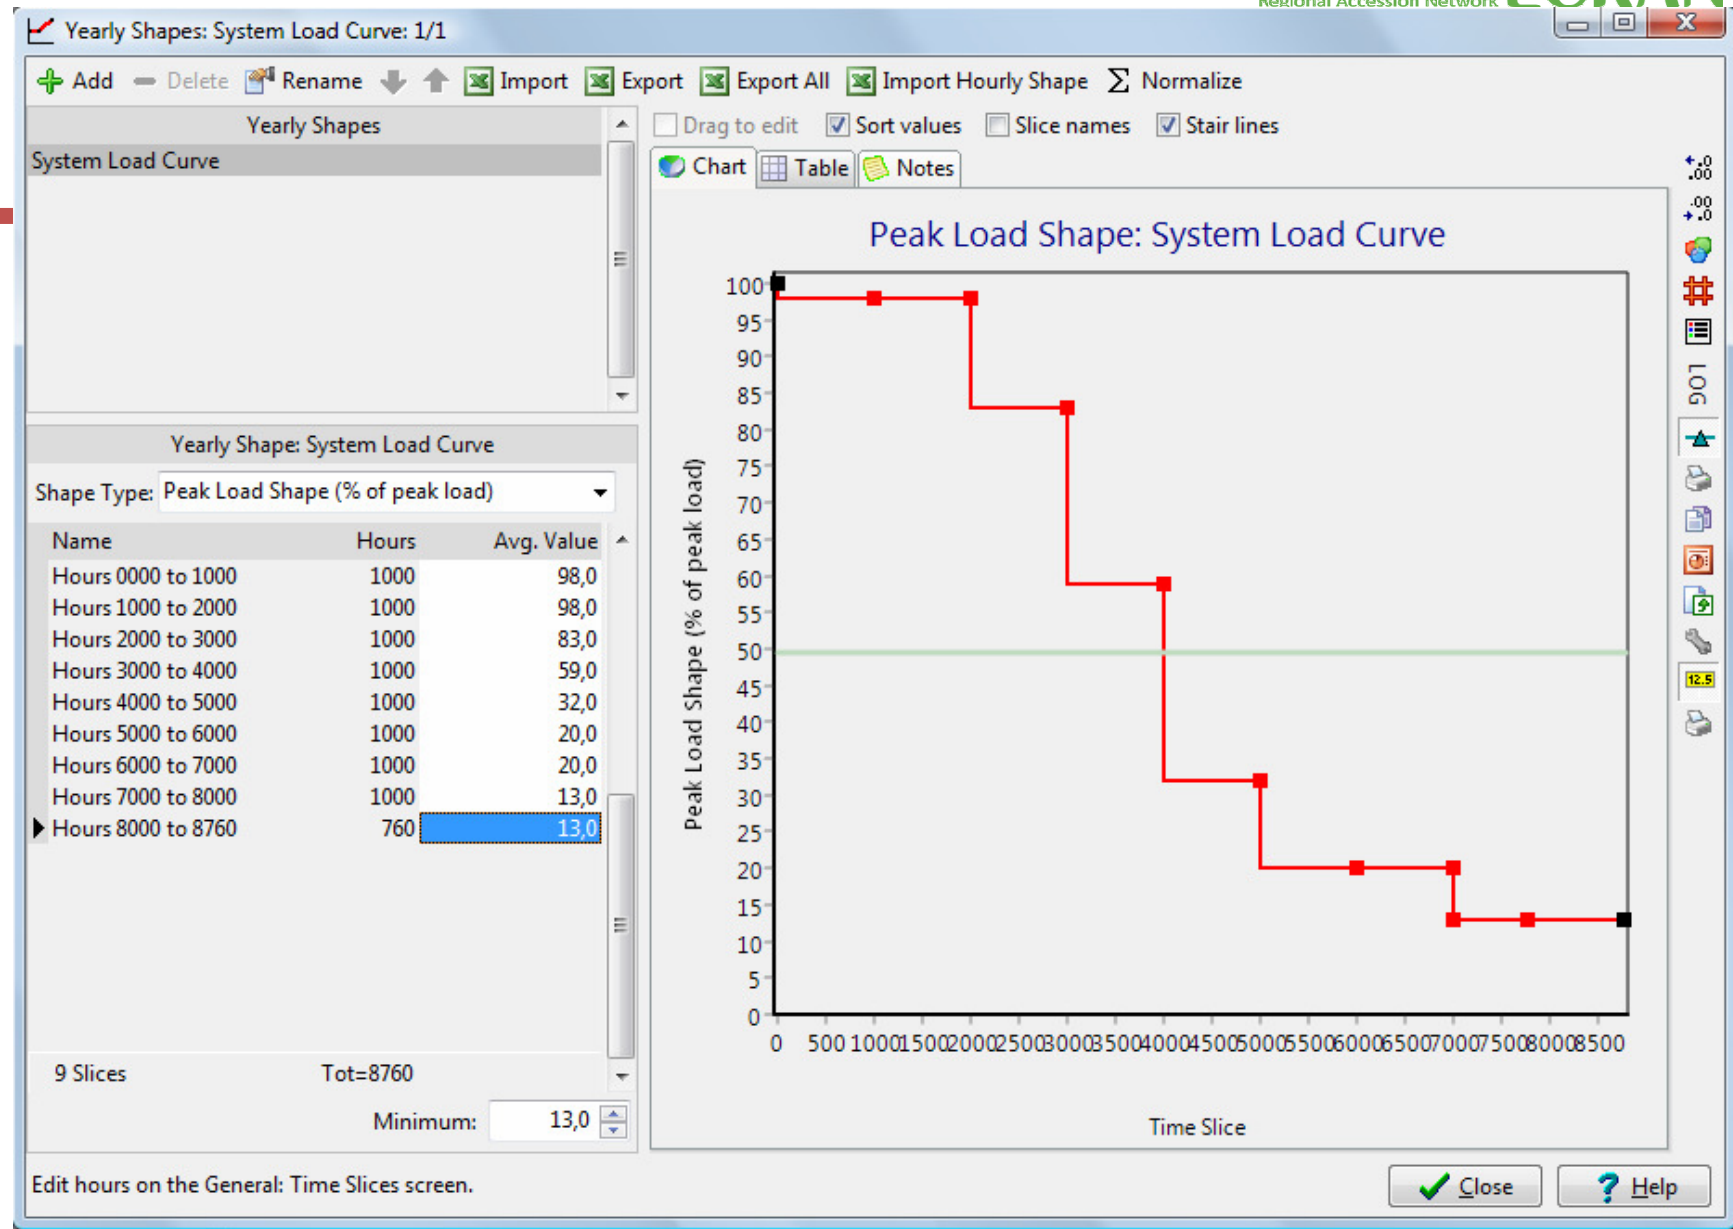 Regional Accession Network
Yearly Shapes: System Load Curve: 1/1
Add Delete Rename Import Export Export All Import Hourly Shape Σ Normalize
Yearly Shapes
System Load Curve
Drag to edit Sort values Slice names Stair lines
Chart Table Notes
Yearly Shape: System Load Curve
Shape Type: Peak Load Shape (% of peak load)
Name Hours Avg. Value
Hours 0000 to 1000 1000 98,0
Hours 1000 to 2000 1000 98,0
Hours 2000 to 3000 1000 83,0
Hours 3000 to 4000 1000 59,0
Hours 4000 to 5000 1000 32,0
Hours 5000 to 6000 1000 20,0
Hours 6000 to 7000 1000 20,0
Hours 7000 to 8000 1000 13,0
Hours 8000 to 8760 760 13,0
9 Slices Tot=8760
Minimum: 13,0
Peak Load Shape: System Load Curve
Peak Load Shape (% of peak load)
100
95
90
85
80
75
70
65
60
55
50
45
40
35
30
25
20
15
10
5
0
0 500 1000 1500 2000 2500 3000 3500 4000 4500 5000 5500 6000 6500 7000 7500 8000 8500
Time Slice
.0
.00
.00
.0
LOG
12.5
Edit hours on the General: Time Slices screen.
Close Help